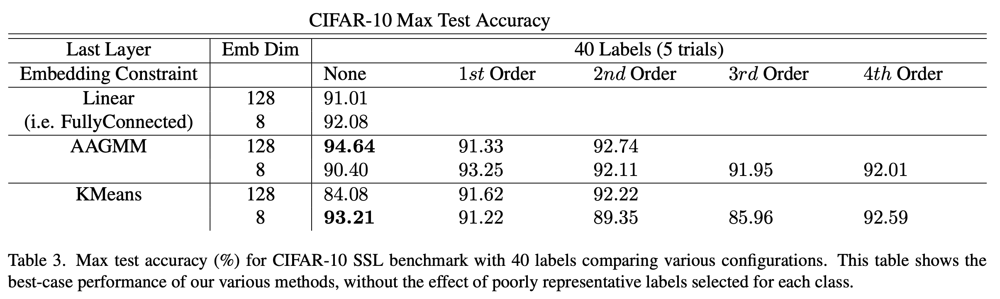 CIFAR-10 Max Test Accuracy
Last Layer Emb Dim 40 Labels (5 trials)
Embedding Constraint None 1st Order 2nd Order 3rd Order 4th Order
Linear 128 91.01
(i.e. FullyConnected) 8 92.08
AAGMM 128 94.64 91.33 92.74
8 90.40 93.25 92.11 91.95 92.01
KMeans 128 84.08 91.62 92.22
8 93.21 91.22 89.35 85.96 92.59
Table 3. Max test accuracy (%) for CIFAR-10 SSL benchmark with 40 labels comparing various configurations. This table shows the
best-case performance of our various methods, without the effect of poorly representative labels selected for each class.